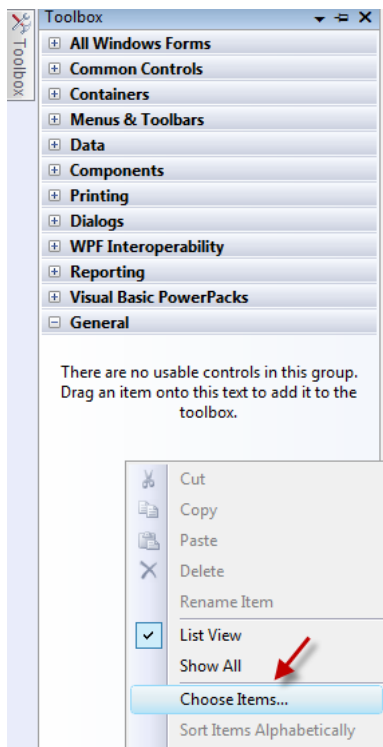 Toolbox
Toolbox
All Windows Forms
Common Controls
Containers
Menus & Toolbars
Data
Components
Printing
Dialogs
WPF Interoperability
Reporting
Visual Basic PowerPacks
General
There are no usable controls in this group.
Drag an item onto this text to add it to the
toolbox.
Cut
Copy
Paste
Delete
Rename Item
List View
Show All
Choose Items...
Sort Items Alphabetically